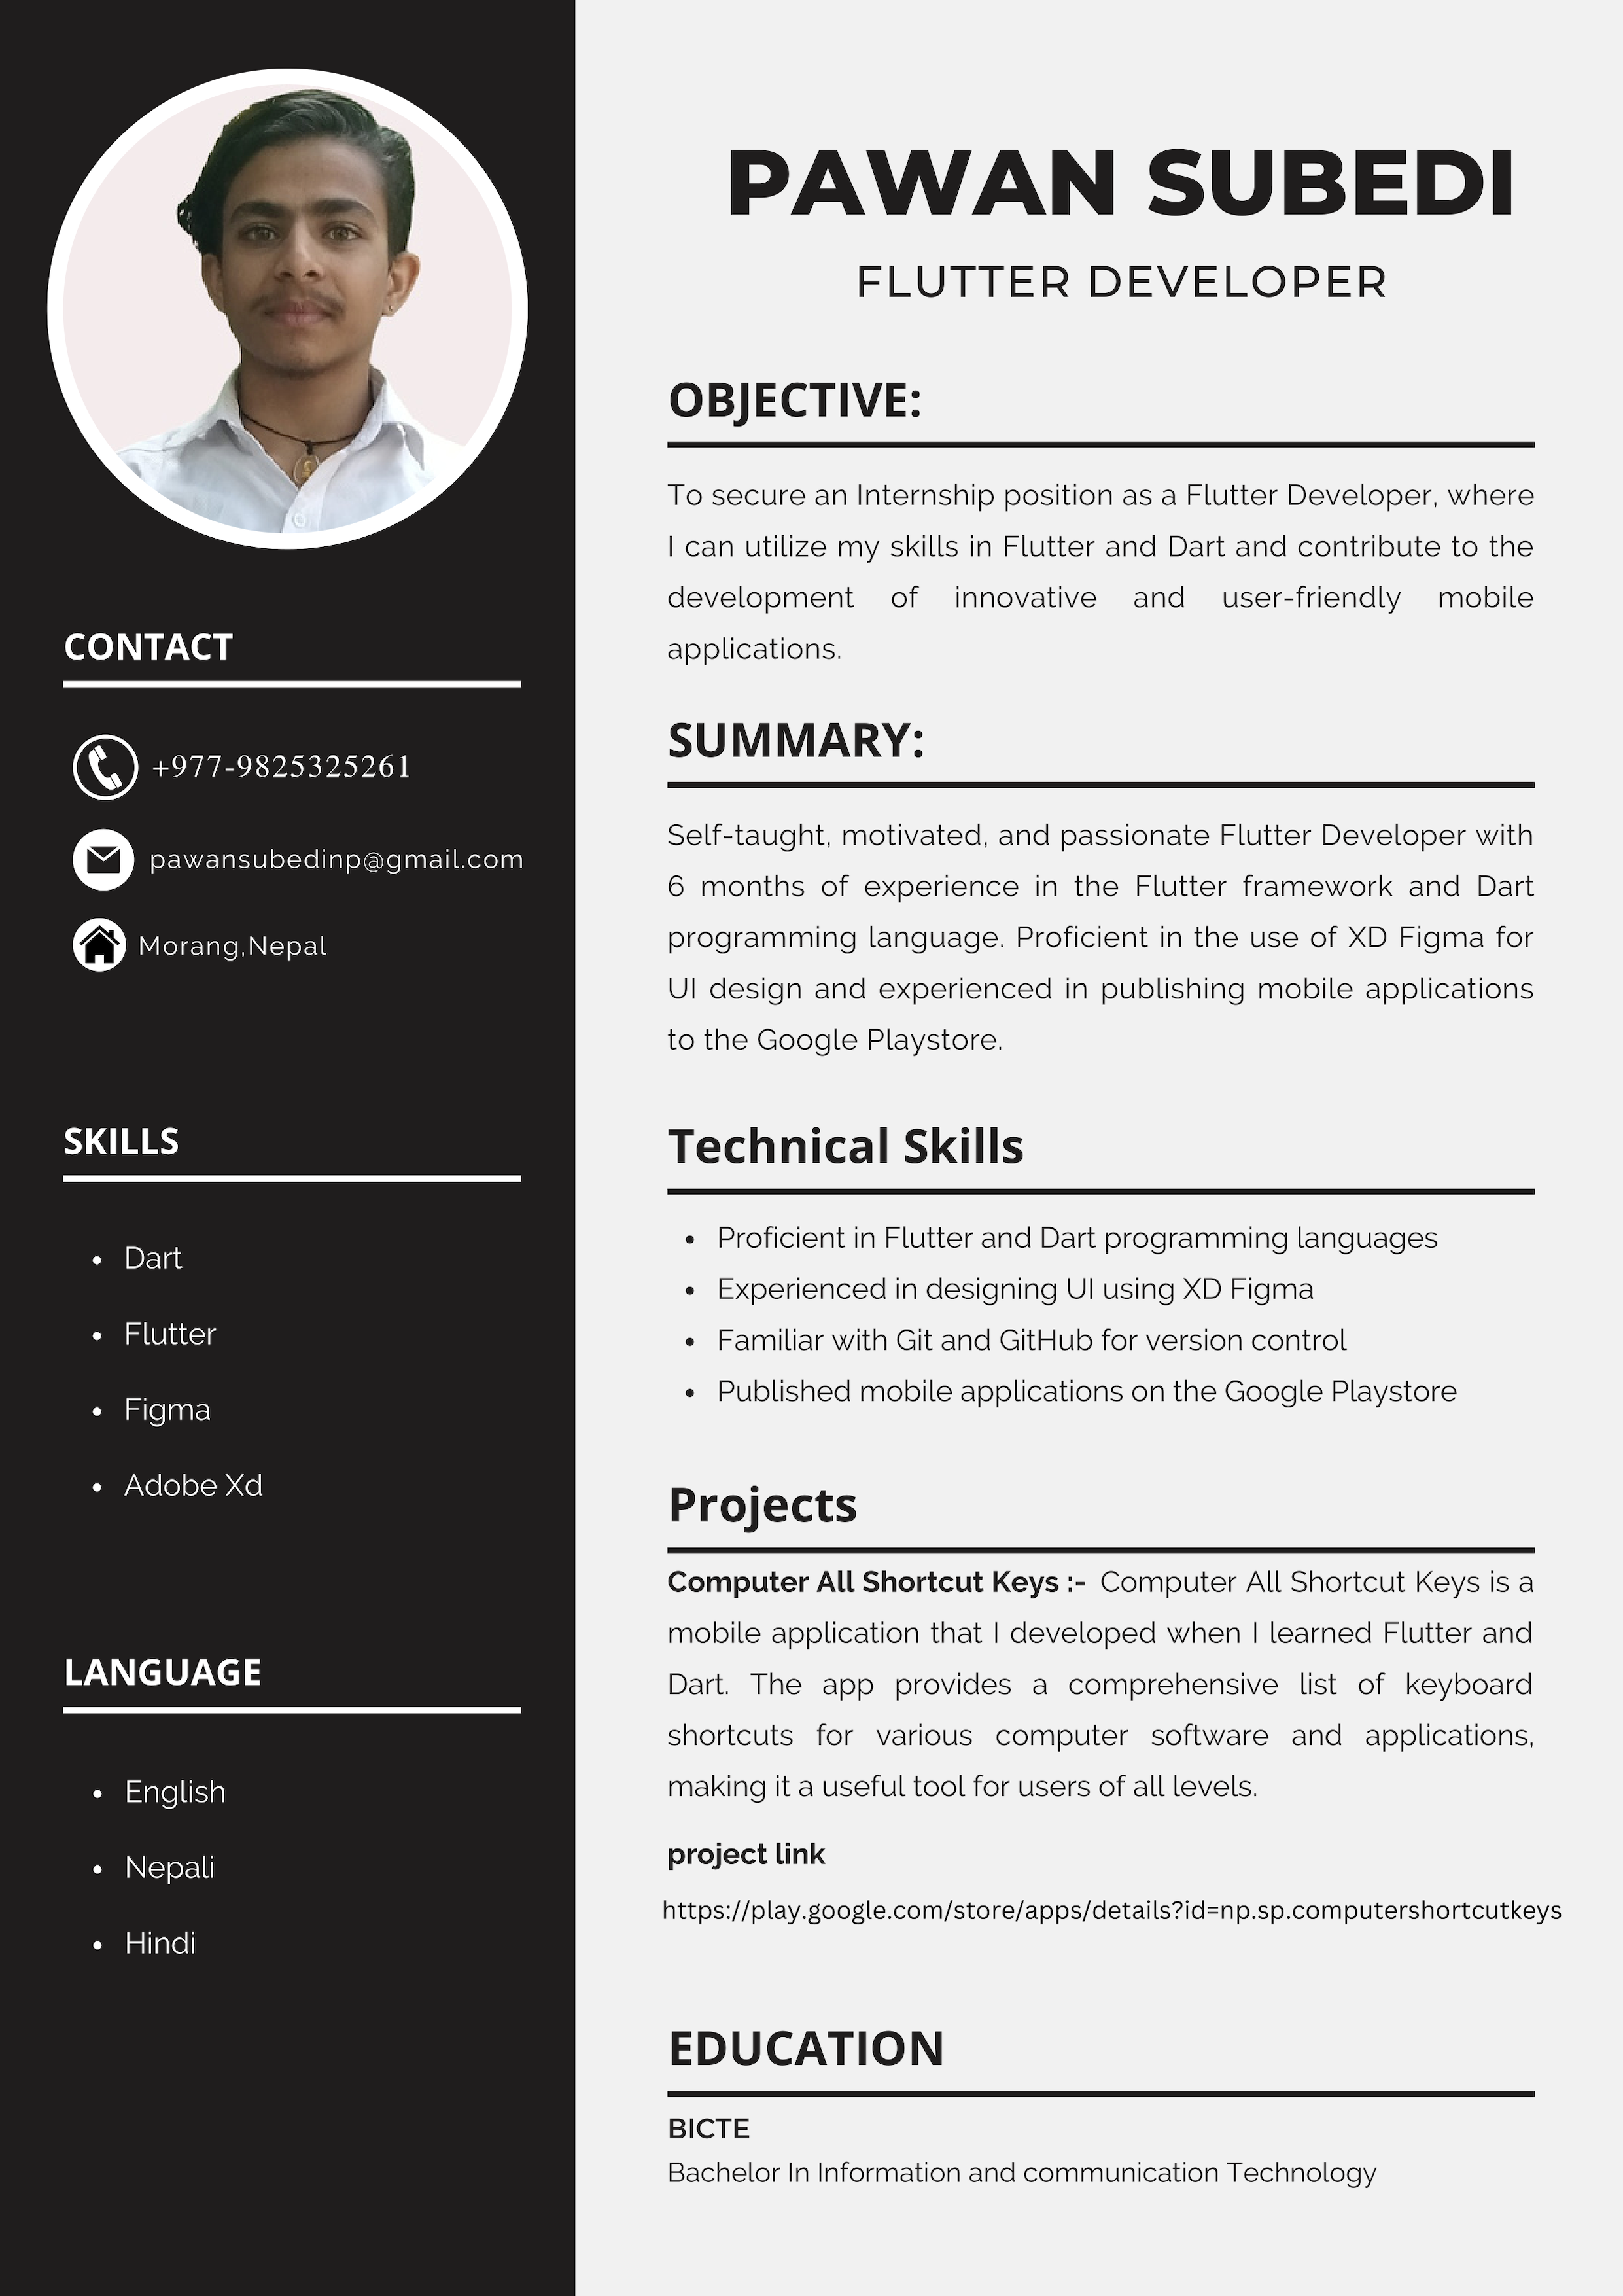 PAWAN SUBEDI
FLUTTER DEVELOPER
CONTACT
+977-9825325261
pawansubedinp@gmail.com
Morang,Nepal
SKILLS
• Dart
• Flutter
• Figma
• Adobe Xd
LANGUAGE
• English
• Nepali
• Hindi
OBJECTIVE:
To secure an Internship position as a Flutter Developer, where
I can utilize my skills in Flutter and Dart and contribute to the
development of innovative and user-friendly mobile
applications.
SUMMARY:
Self-taught, motivated, and passionate Flutter Developer with
6 months of experience in the Flutter framework and Dart
programming language. Proficient in the use of XD Figma for
UI design and experienced in publishing mobile applications
to the Google Playstore.
Technical Skills
• Proficient in Flutter and Dart programming languages
• Experienced in designing UI using XD Figma
• Familiar with Git and GitHub for version control
• Published mobile applications on the Google Playstore
Projects
Computer All Shortcut Keys :- Computer All Shortcut Keys is a
mobile application that I developed when I learned Flutter and
Dart. The app provides a comprehensive list of keyboard
shortcuts for various computer software and applications,
making it a useful tool for users of all levels.
project link
https://play.google.com/store/apps/details?id=np.sp.computershortcutkeys
EDUCATION
BICTE
Bachelor In Information and communication Technology